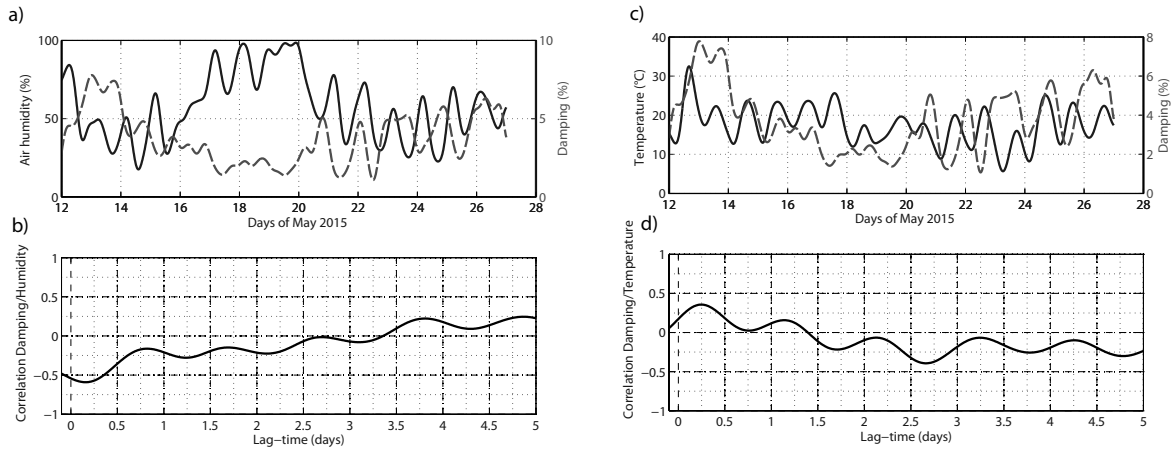 a)
100
50
0
Air humidity (%)
10
5
0
Damping (%)
12 14 16 18 20 22 24 26 28
Days of May 2015
b)
1
0.5
0
−0.5
−1
Correlation Damping/Humidity
0 0.5 1 1.5 2 2.5 3 3.5 4 4.5 5
Lag−time (days)
c)
40
30
20
10
0
Temperature (°C)
8
6
4
2
0
Damping (%)
12 14 16 18 20 22 24 26 28
Days of May 2015
d)
1
0.5
0
−0.5
−1
Correlation Damping/Temperature
0 0.5 1 1.5 2 2.5 3 3.5 4 4.5 5
Lag−time (days)